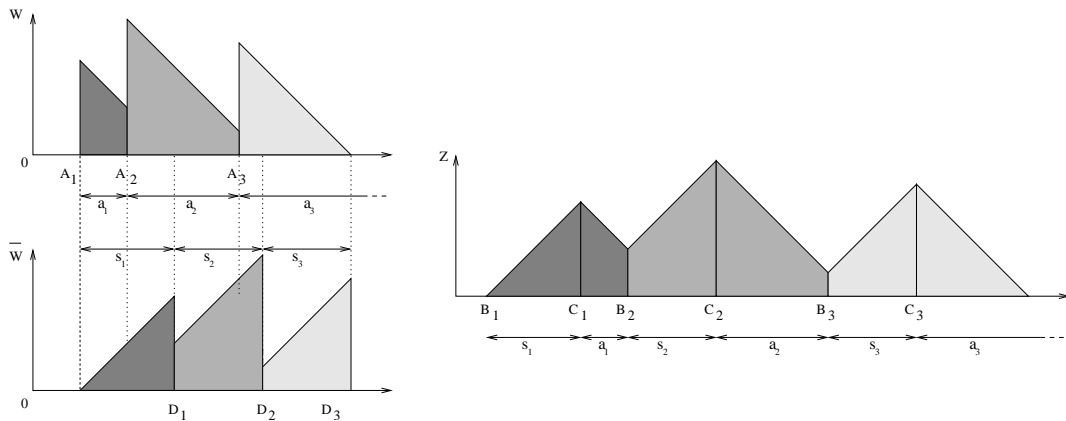 W
0
A1 A2 A3
a1 a2 a3
W̅
s1 s2 s3
0
D1 D2 D3
Z
B1 C1 B2 C2 B3 C3
s1 a1 s2 a2 s3 a3